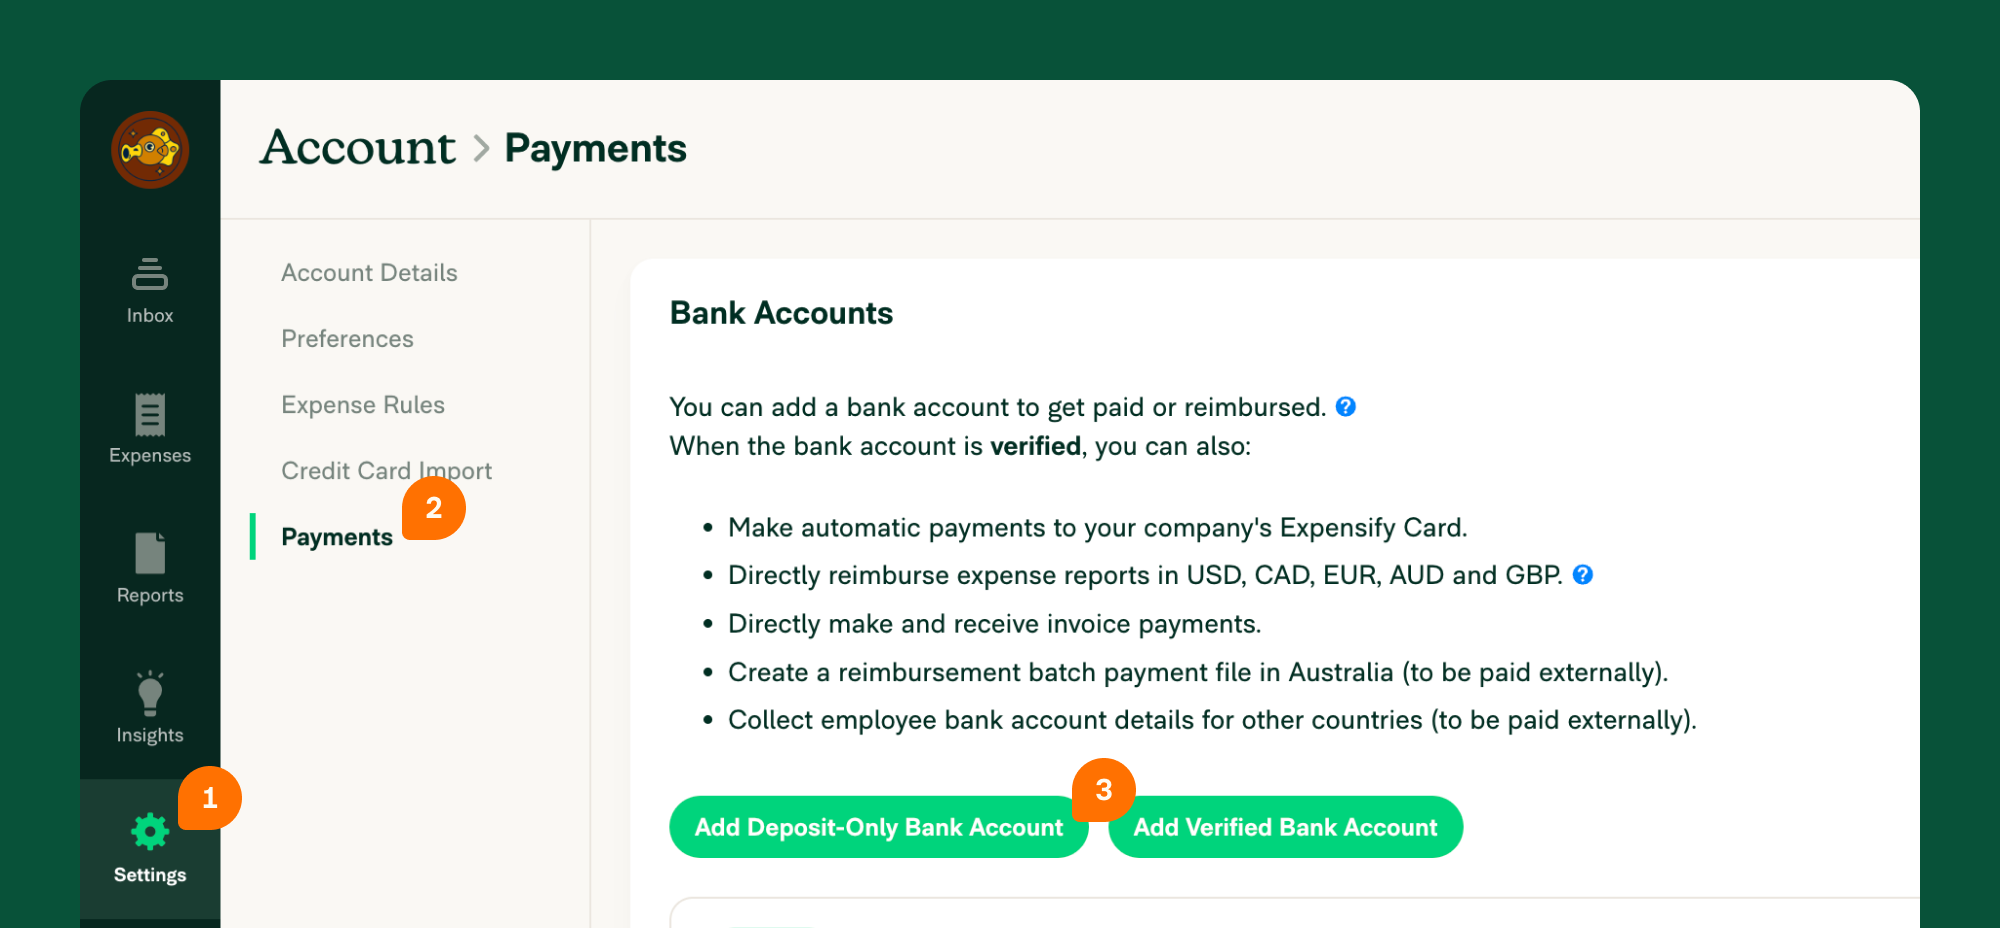 Account > Payments
Inbox
Expenses
Reports
Insights
1
Settings
Account Details
Preferences
Expense Rules
Credit Card Import
2
Payments
Bank Accounts
You can add a bank account to get paid or reimbursed. ?
When the bank account is verified, you can also:
• Make automatic payments to your company's Expensify Card.
• Directly reimburse expense reports in USD, CAD, EUR, AUD and GBP. ?
• Directly make and receive invoice payments.
• Create a reimbursement batch payment file in Australia (to be paid externally).
• Collect employee bank account details for other countries (to be paid externally).
3
Add Deposit-Only Bank Account
Add Verified Bank Account